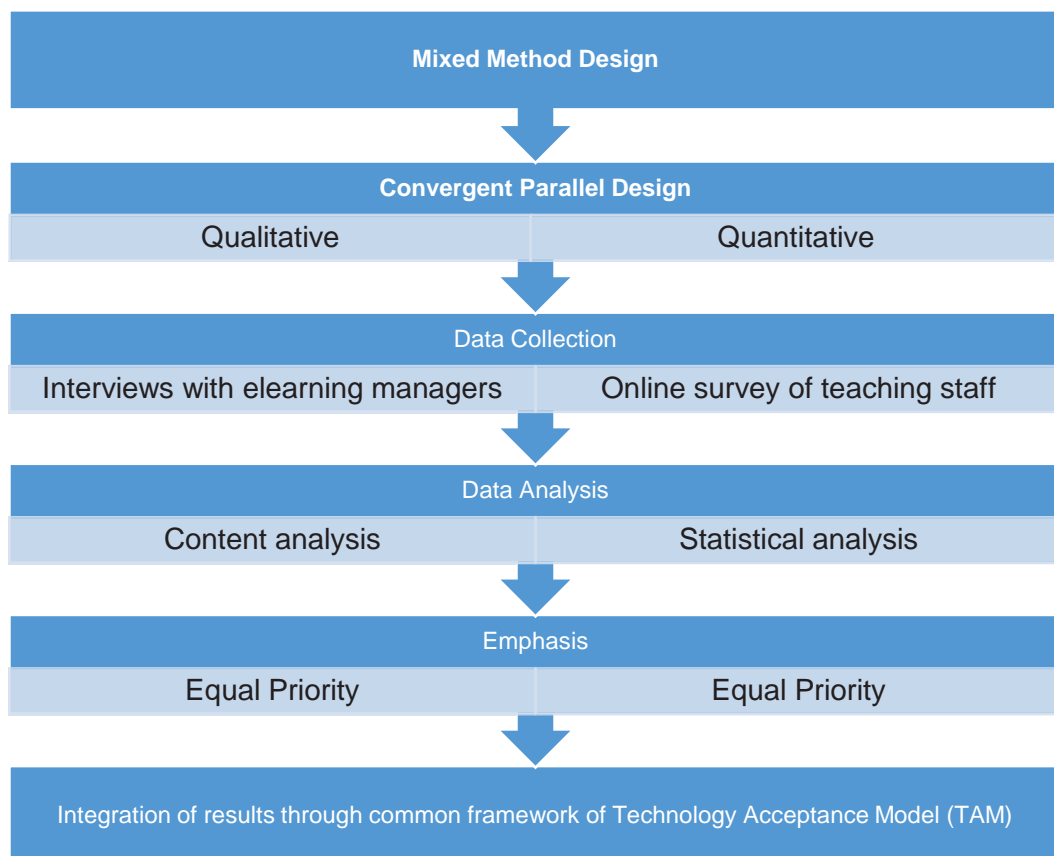 Mixed Method Design
Convergent Parallel Design
Qualitative
Quantitative
Data Collection
Interviews with elearning managers
Online survey of teaching staff
Data Analysis
Content analysis
Statistical analysis
Emphasis
Equal Priority
Equal Priority
Integration of results through common framework of Technology Acceptance Model (TAM)